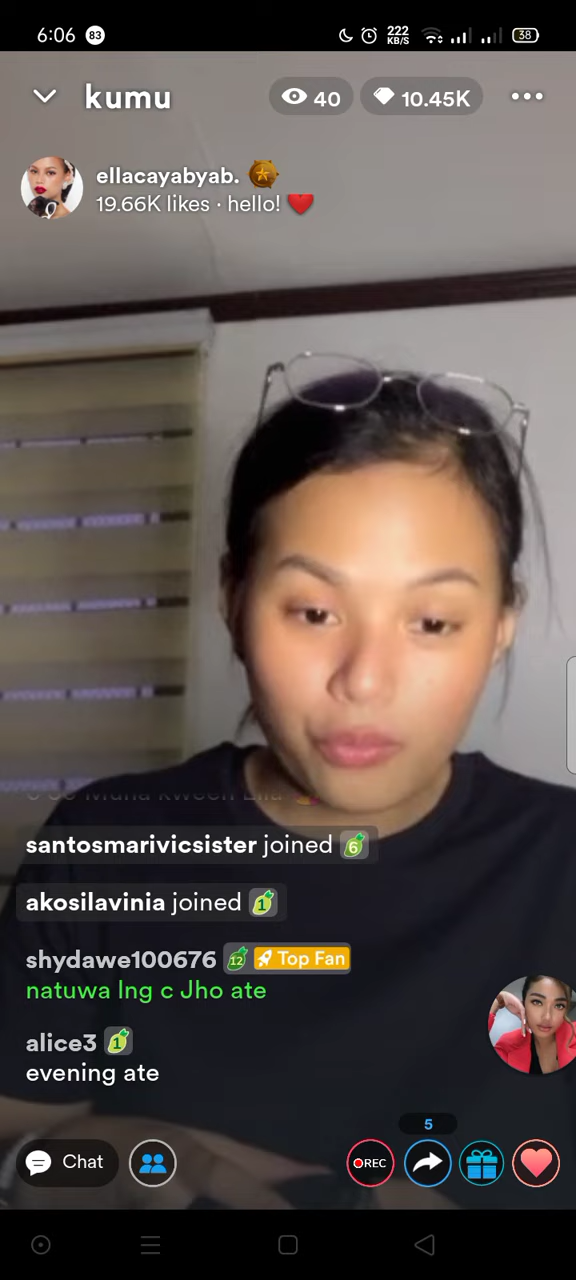 6:06 83 222 KB/S 38
kumu 40 10.45K
ellacayabyab.
19.66K likes · hello! ❤️
santosmarivicsister joined 6
akosilavinia joined 1
shydawe100676 12 Top Fan
natuwa lng c Jho ate
alice3 1
evening ate
5
Chat REC